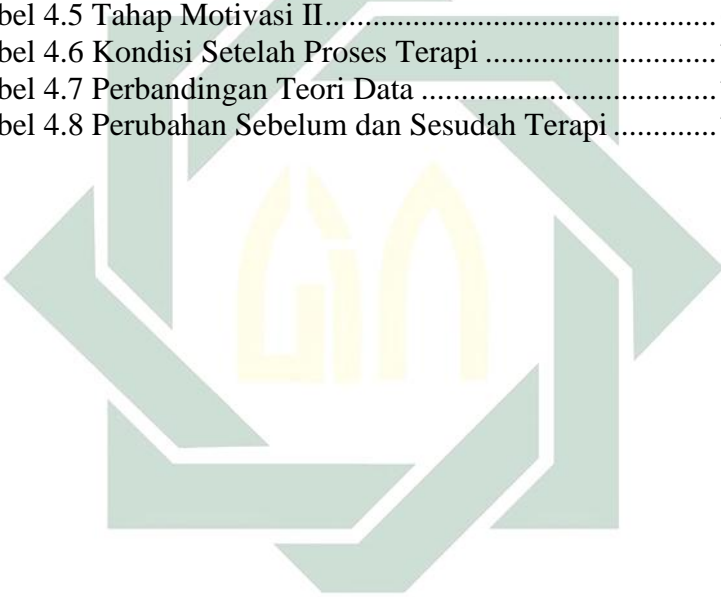 bel 4.5 Tahap Motivasi II.................................................
bel 4.6 Kondisi Setelah Proses Terapi ............................
bel 4.7 Perbandingan Teori Data .....................................
bel 4.8 Perubahan Sebelum dan Sesudah Terapi .............